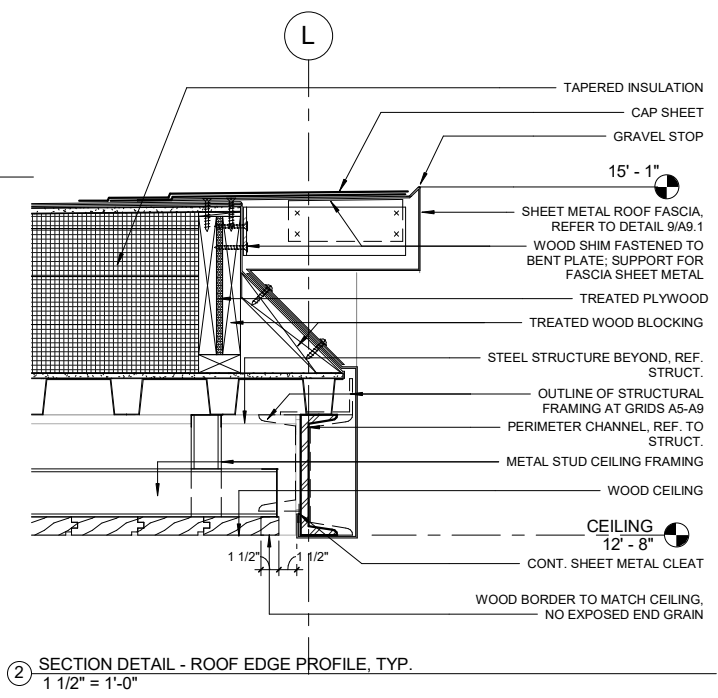 L
TAPERED INSULATION
CAP SHEET
GRAVEL STOP
15' - 1"
SHEET METAL ROOF FASCIA,
REFER TO DETAIL 9/A9.1
WOOD SHIM FASTENED TO
BENT PLATE; SUPPORT FOR
FASCIA SHEET METAL
TREATED PLYWOOD
TREATED WOOD BLOCKING
STEEL STRUCTURE BEYOND, REF.
STRUCT.
OUTLINE OF STRUCTURAL
FRAMING AT GRIDS A5-A9
PERIMETER CHANNEL, REF. TO
STRUCT.
METAL STUD CEILING FRAMING
WOOD CEILING
CEILING
12' - 8"
1 1/2" 1 1/2"
CONT. SHEET METAL CLEAT
WOOD BORDER TO MATCH CEILING,
NO EXPOSED END GRAIN
2 SECTION DETAIL - ROOF EDGE PROFILE, TYP.
1 1/2" = 1'-0"